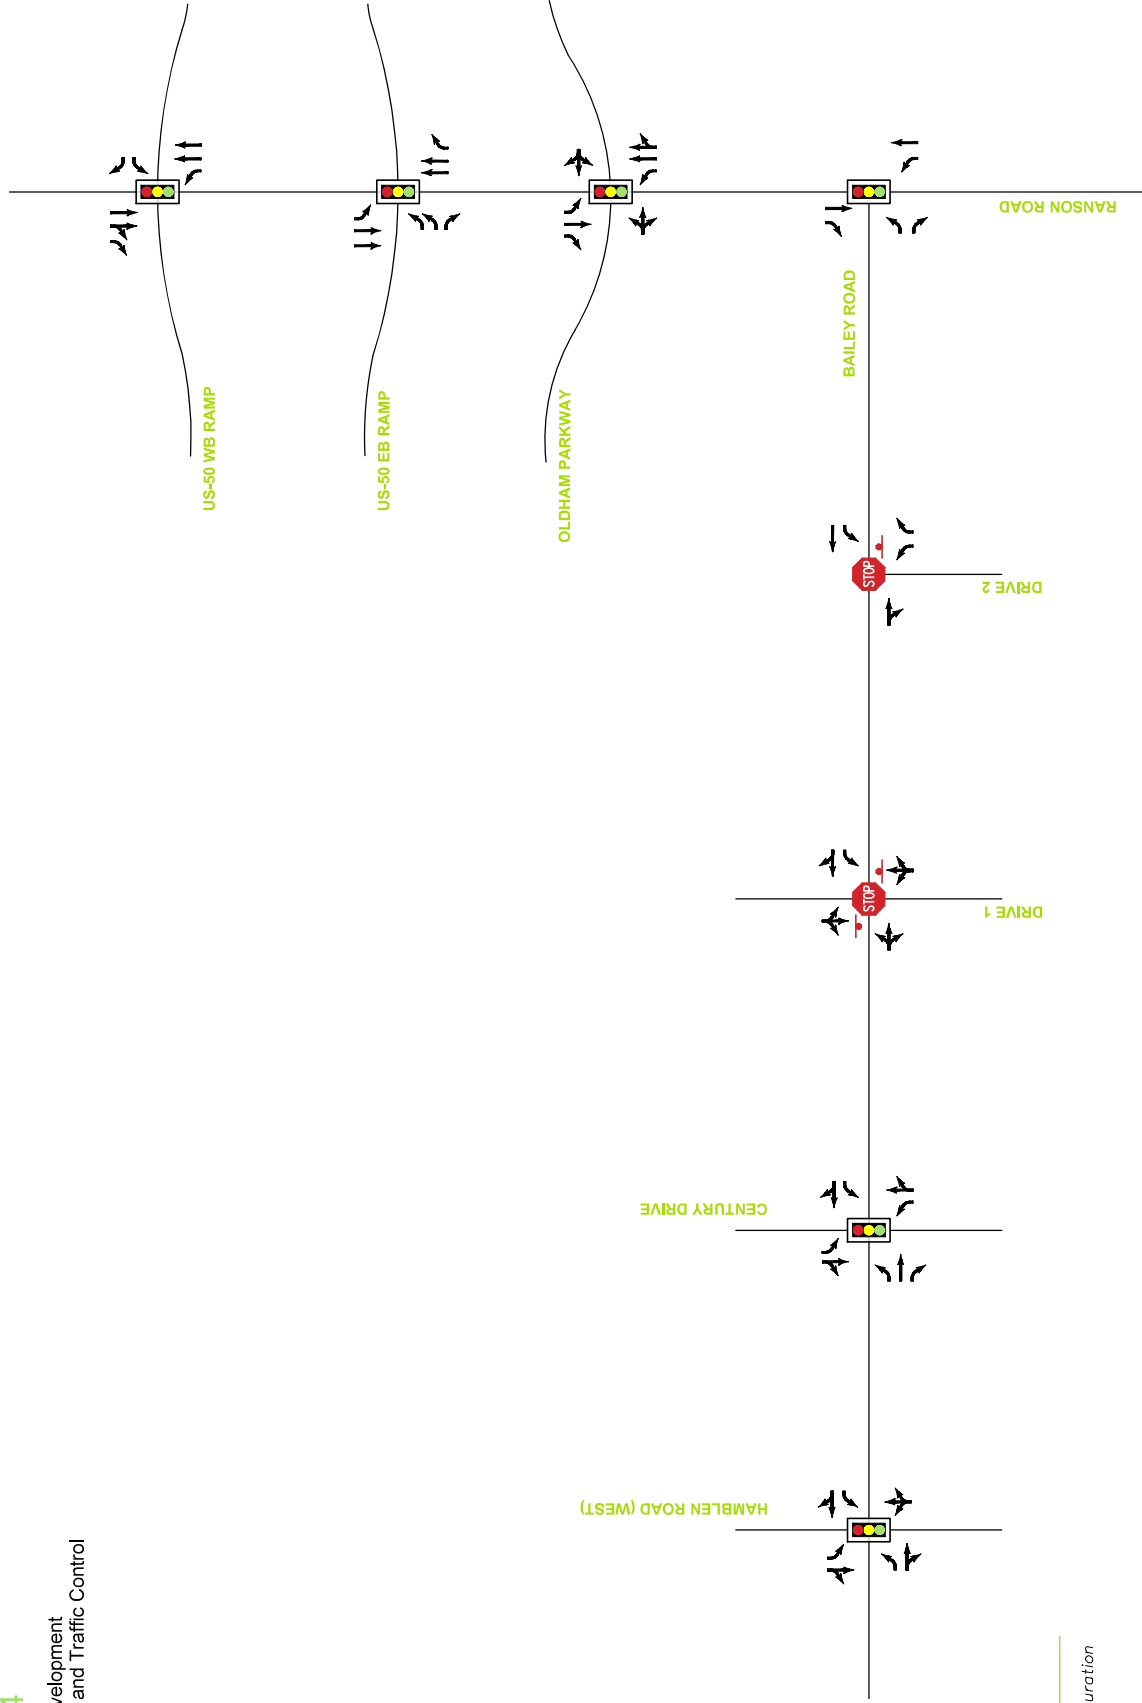 4
velopment
and Traffic Control
US-50 WB RAMP
US-50 EB RAMP
OLDHAM PARKWAY
RANSON ROAD
BAILEY ROAD
STOP
DRIVE 2
STOP
DRIVE 1
CENTURY DRIVE
HAMBLEN ROAD (WEST)
uration